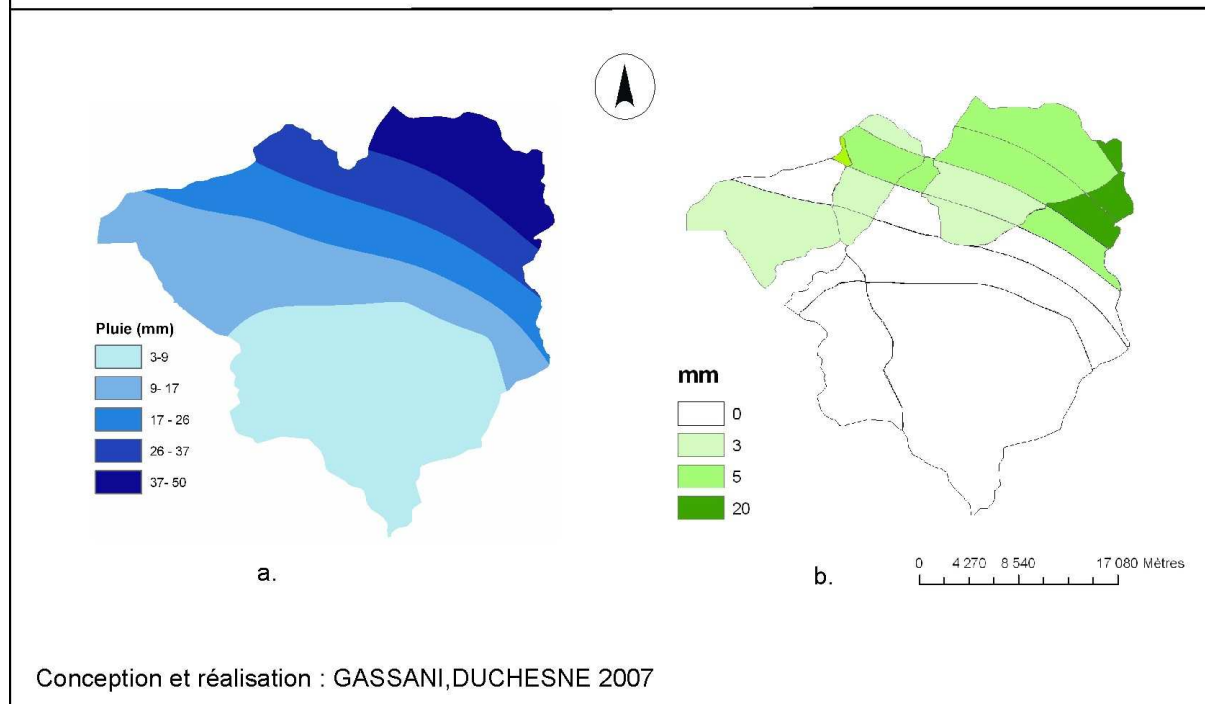 Pluie (mm)
3-9
9- 17
17 - 26
26 - 37
37- 50
a.
mm
0
3
5
20
b.
0 4 270 8 540 17 080 Mètres
Conception et réalisation : GASSANI,DUCHESNE 2007